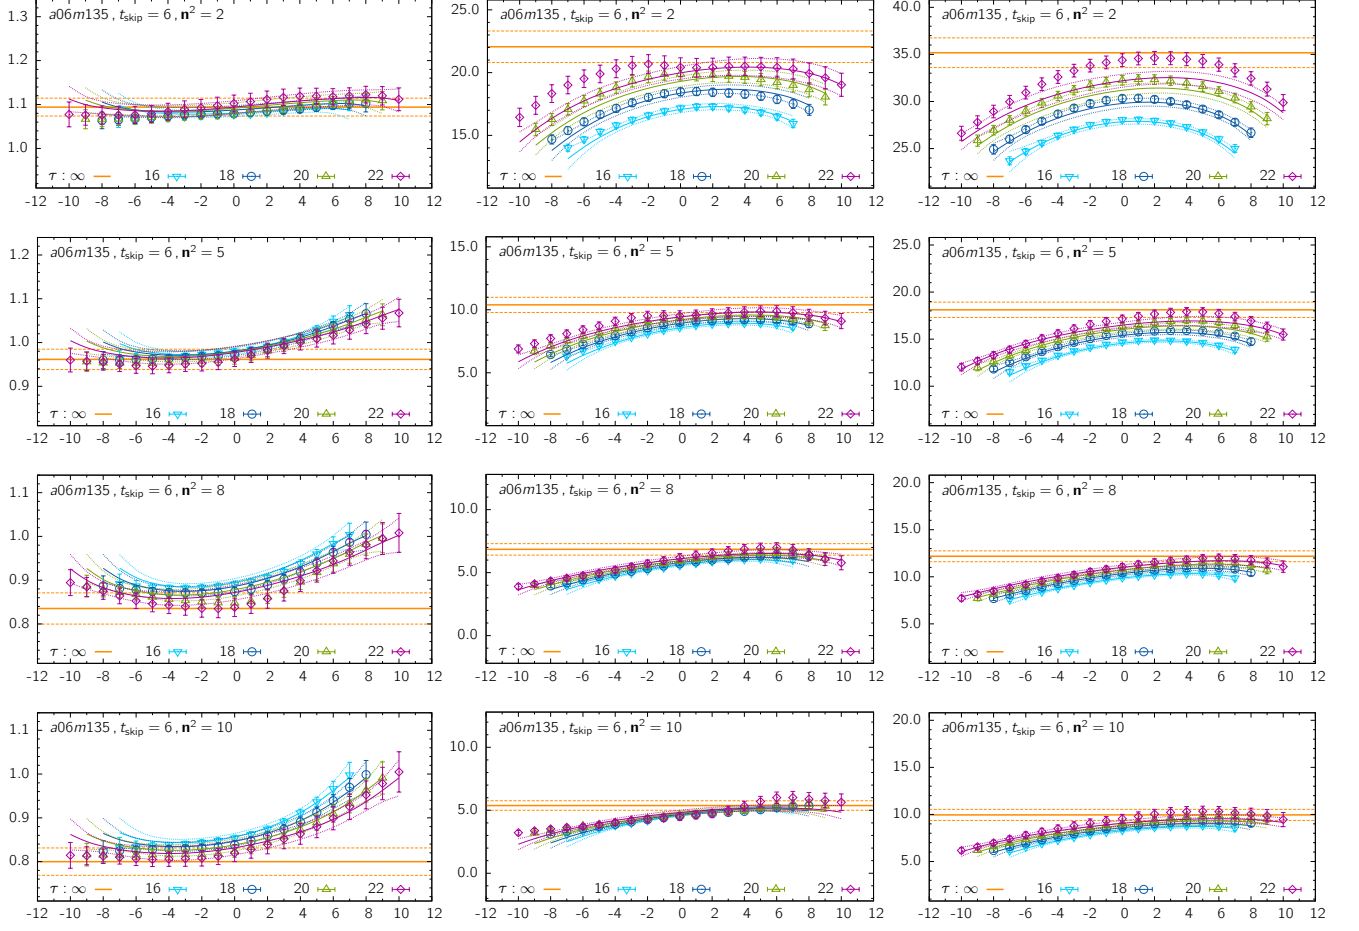 a06m135 , t_skip = 6 , n² = 2
1.3
1.2
1.1
1.0
τ : ∞ 16 18 20 22
-12 -10 -8 -6 -4 -2 0 2 4 6 8 10 12
a06m135 , t_skip = 6 , n² = 2
25.0
20.0
15.0
τ : ∞ 16 18 20 22
-12 -10 -8 -6 -4 -2 0 2 4 6 8 10 12
a06m135 , t_skip = 6 , n² = 2
40.0
35.0
30.0
25.0
τ : ∞ 16 18 20 22
-12 -10 -8 -6 -4 -2 0 2 4 6 8 10 12
a06m135 , t_skip = 6 , n² = 5
1.2
1.1
1.0
0.9
τ : ∞ 16 18 20 22
-12 -10 -8 -6 -4 -2 0 2 4 6 8 10 12
a06m135 , t_skip = 6 , n² = 5
15.0
10.0
5.0
τ : ∞ 16 18 20 22
-12 -10 -8 -6 -4 -2 0 2 4 6 8 10 12
a06m135 , t_skip = 6 , n² = 5
25.0
20.0
15.0
10.0
τ : ∞ 16 18 20 22
-12 -10 -8 -6 -4 -2 0 2 4 6 8 10 12
a06m135 , t_skip = 6 , n² = 8
1.1
1.0
0.9
0.8
τ : ∞ 16 18 20 22
-12 -10 -8 -6 -4 -2 0 2 4 6 8 10 12
a06m135 , t_skip = 6 , n² = 8
10.0
5.0
0.0
τ : ∞ 16 18 20 22
-12 -10 -8 -6 -4 -2 0 2 4 6 8 10 12
a06m135 , t_skip = 6 , n² = 8
20.0
15.0
10.0
5.0
τ : ∞ 16 18 20 22
-12 -10 -8 -6 -4 -2 0 2 4 6 8 10 12
a06m135 , t_skip = 6 , n² = 10
1.1
1.0
0.9
0.8
τ : ∞ 16 18 20 22
-12 -10 -8 -6 -4 -2 0 2 4 6 8 10 12
a06m135 , t_skip = 6 , n² = 10
10.0
5.0
0.0
τ : ∞ 16 18 20 22
-12 -10 -8 -6 -4 -2 0 2 4 6 8 10 12
a06m135 , t_skip = 6 , n² = 10
20.0
15.0
10.0
5.0
τ : ∞ 16 18 20 22
-12 -10 -8 -6 -4 -2 0 2 4 6 8 10 12